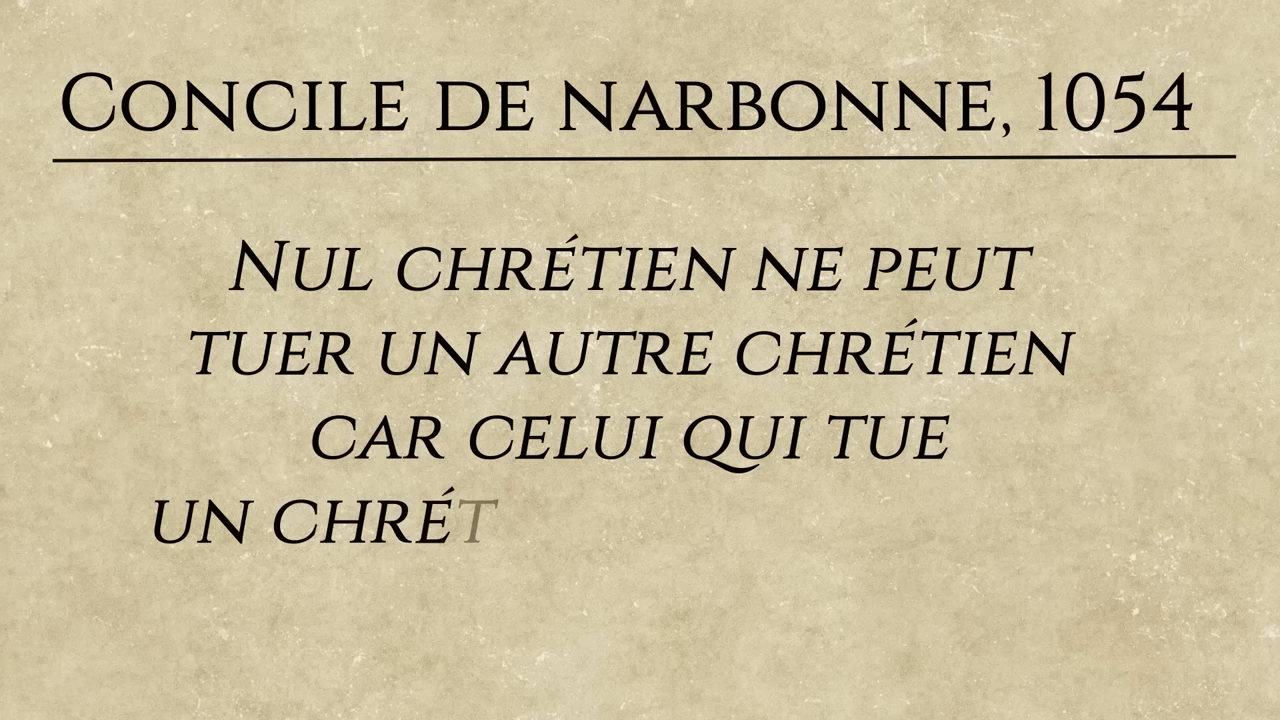 Concile de narbonne, 1054
Nul chrétien ne peut
tuer un autre chrétien
car celui qui tue
un chrét